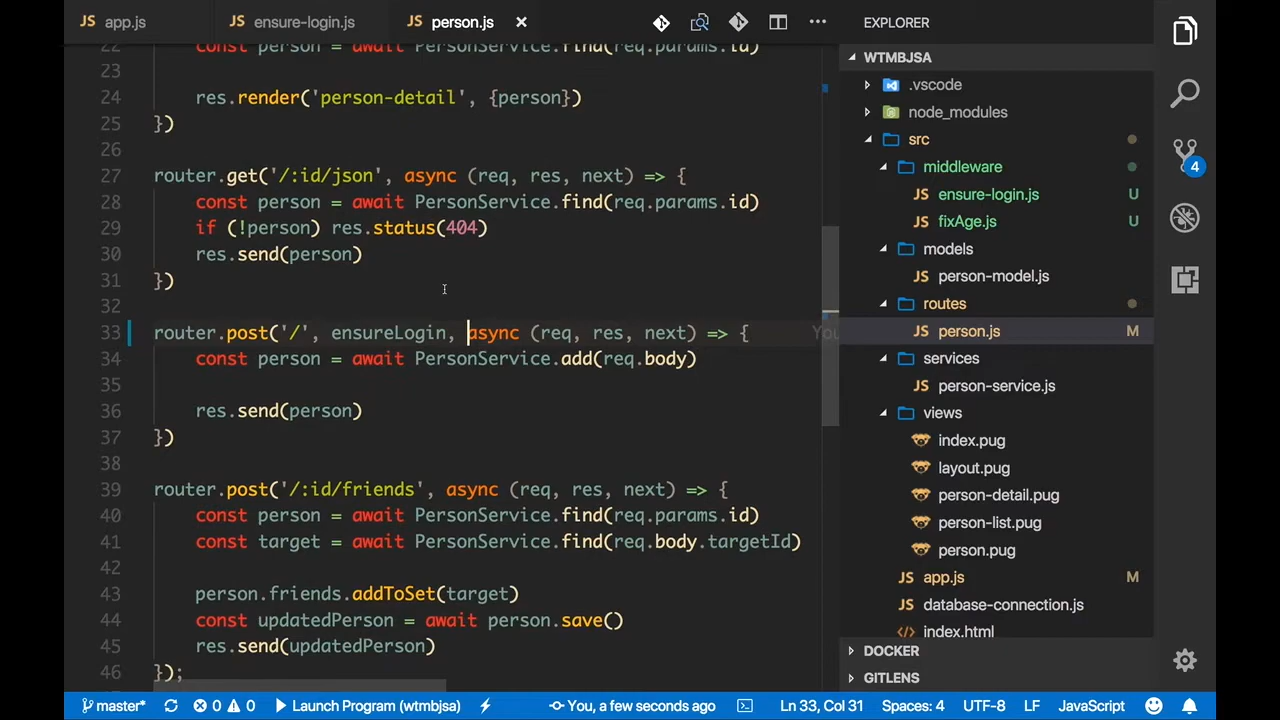 app.js
ensure-login.js
person.js
EXPLORER
22 const person = await PersonService.find(req.params.id)
23
24 res.render('person-detail', {person})
25 })
26
27 router.get('/:id/json', async (req, res, next) => {
28 const person = await PersonService.find(req.params.id)
29 if (!person) res.status(404)
30 res.send(person)
31 })
32
33 router.post('/', ensureLogin, async (req, res, next) => { You
34 const person = await PersonService.add(req.body)
35
36 res.send(person)
37 })
38
39 router.post('/:id/friends', async (req, res, next) => {
40 const person = await PersonService.find(req.params.id)
41 const target = await PersonService.find(req.body.targetId)
42
43 person.friends.addToSet(target)
44 const updatedPerson = await person.save()
45 res.send(updatedPerson)
46 });
WTMBJSA
.vscode
node_modules
src
middleware
JS ensure-login.js U
JS fixAge.js U
models
JS person-model.js
routes
JS person.js M
services
JS person-service.js
views
index.pug
layout.pug
person-detail.pug
person-list.pug
person.pug
JS app.js M
JS database-connection.js
index.html
DOCKER
GITLENS
4
master* 0 0 Launch Program (wtmbjsa) You, a few seconds ago Ln 33, Col 31 Spaces: 4 UTF-8 LF JavaScript